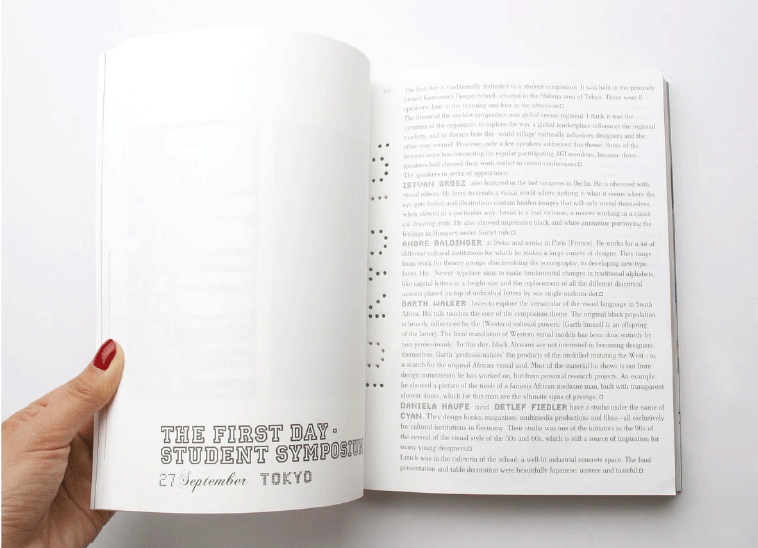 THE FIRST DAY -
STUDENT SYMPOSIUM
27 September TOKYO
The first day is traditionally dedicated to a student symposium. It was held in the privately
owned Kuwasawa Design School, situated in the Shibuya area of Tokyo. There were 8
speakers: four in the morning and four in the afternoon.
The theme of the student symposium was global versus regional. I think it was the
intention of the organizers to explore the way a global marketplace influences the regional
markets, and to discuss how this 'world village' culturally influences designers and the
other way around. However, only a few speakers addressed this theme. Some of the
lectures were less interesting for regular participating AGI members, because three
speakers had showed their work earlier in recent conferences.
The speakers in order of appearance:
ISTVAN OROSZ also featured in the last congress in Berlin. He is obsessed with
visual effects. He loves to create a visual world where nothing is what it seems where the
eye gets fooled and illustrations contain hidden images that will only reveal themselves
when viewed in a particular way. Istvan is a real virtuoso, a master working in a classi-
cal drawing style. He also showed impressive black and white animation portraying the
feelings in Hungary under Soviet rule.
ANDRE BALDINGER is Swiss and works in Paris (France). He works for a lot of
different cultural institutions for which he makes a large variety of designs. They range
from work for theatre groups also involving the scenography, to developing new type-
faces. His 'Newut' typeface aims to make fundamental changes in traditional alphabets,
like capital letters in x-height size and the replacement of all the different diacritical
accents placed on top of individual letters by one single uniform dot.
GARTH WALKER loves to explore the vernacular of the visual language in South
Africa. His talk touches the core of the symposium theme. The original black population
is heavily influenced by the (Western) colonial powers. (Garth himself is an offspring
of the latter). The local translation of Western visual models has been done entirely by
non-professionals. To this day, black Africans are not interested in becoming designers
themselves. Garth 'professionalizes' the products of the unskilled imitating the West - in
a search for the original African visual soul. Most of the material he shows is not from
design commission he has worked on, but from personal research projects. An example
he showed a picture of the tomb of a famous African medicine man, built with transparent
shower doors, which for this man are the ultimate signs of prestige.
DANIELA HAUFE and DETLEF FIEDLER have a studio under the name of
CYAN. They design books, magazines, multimedia productions and films—all exclusively
for cultural institutions in Germany. Their studio was one of the initiators in the 90s of
the revival of the visual style of the 50s and 60s, which is still a source of inspiration for
many young designers.
Lunch was in the cafeteria of the school: a well-lit industrial concrete space. The food
presentation and table decoration were beautifully Japanese: austere and tasteful.